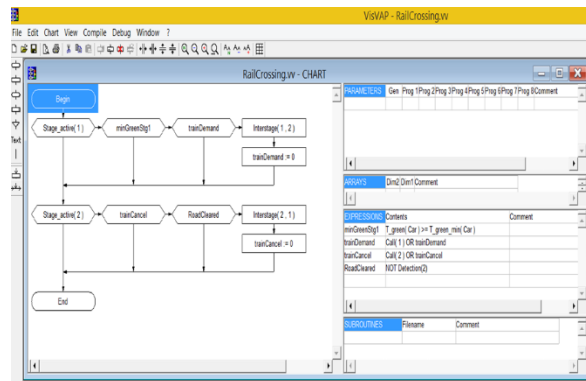 VisVAP - RailCrossing.vv
File Edit Chart View Compile Debug Window ?
Text
RailCrossing.vv - CHART
Begin
Stage_active( 1 ) minGreenStg1 trainDemand Interstage( 1 , 2 )
trainDemand := 0
Stage_active( 2 ) trainCancel RoadCleared Interstage( 2 , 1 )
trainCancel := 0
End
PARAMETERS Gen Prog 1 Prog 2 Prog 3 Prog 4 Prog 5 Prog 6 Prog 7 Prog 8 Comment
ARRAYS Dim2 Dim1 Comment
EXPRESSIONS Contents Comment
minGreenStg1 T_green( Car ) >= T_green_min( Car )
trainDemand Call( 1 ) OR trainDemand
trainCancel Call( 2 ) OR trainCancel
RoadCleared NOT Detection(2)
SUBROUTINES Filename Comment